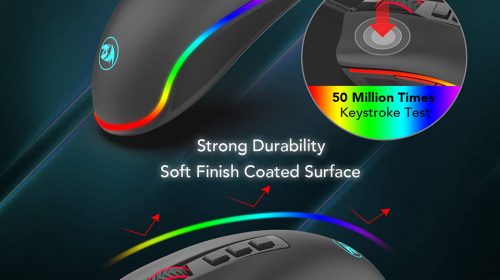 50 Million Times
Keystroke Test
Strong Durability
Soft Finish Coated Surface